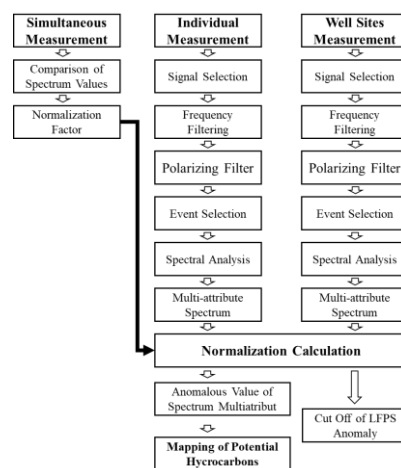 Simultaneous
Measurement
Comparison of
Spectrum Values
Normalization
Factor
Individual
Measurement
Signal Selection
Frequency
Filtering
Polarizing Filter
Event Selection
Spectral Analysis
Multi-attribute
Spectrum
Well Sites
Measurement
Signal Selection
Frequency
Filtering
Polarizing Filter
Event Selection
Spectral Analysis
Multi-attribute
Spectrum
Normalization Calculation
Anomalous Value of
Spectrum Multiatribut
Mapping of Potential
Hycrocarbons
Cut Off of LFPS
Anomaly